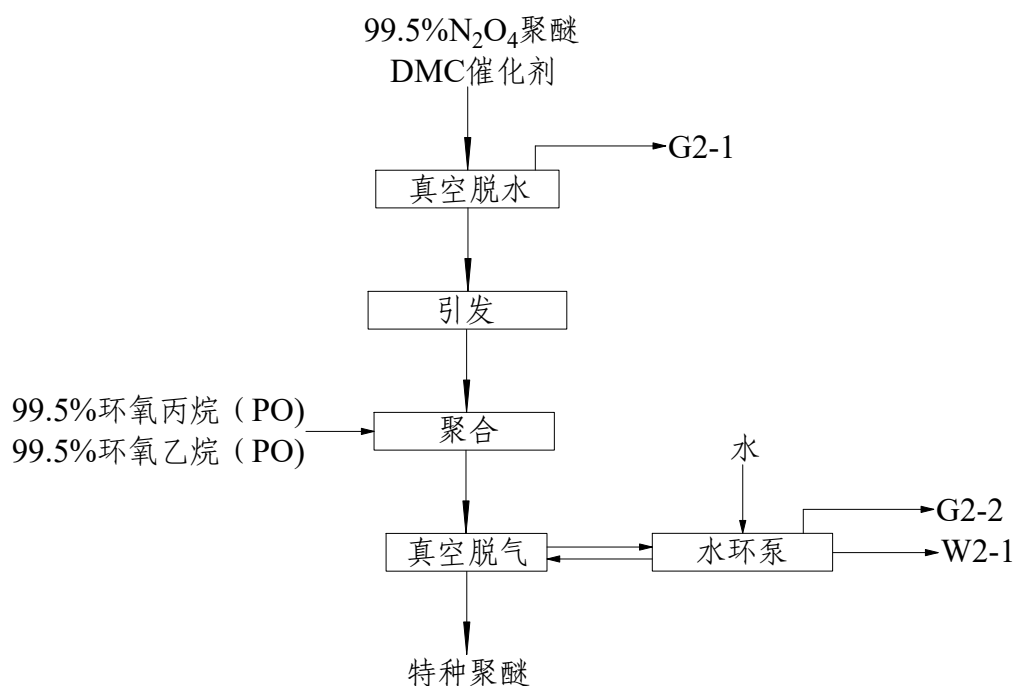 99.5%N₂O₄聚醚
DMC催化剂
G2-1
真空脱水
引发
99.5%环氧丙烷（PO)
99.5%环氧乙烷（PO)
聚合
水
G2-2
真空脱气
水环泵
W2-1
特种聚醚